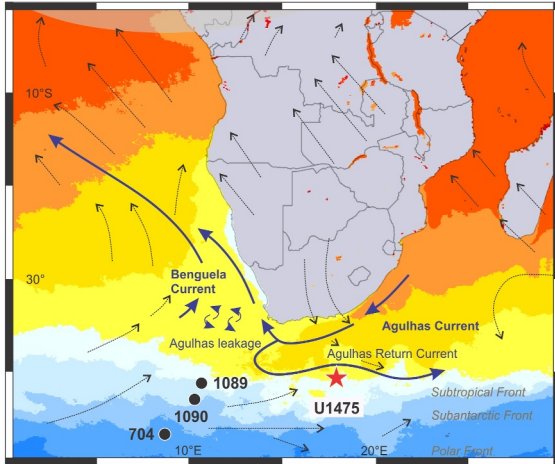 10°S
30°
Benguela
Current
Agulhas leakage
Agulhas Current
Agulhas Return Current
1089
1090
704
U1475
Subtropical Front
Subantarctic Front
Polar Front
10°E
20°E